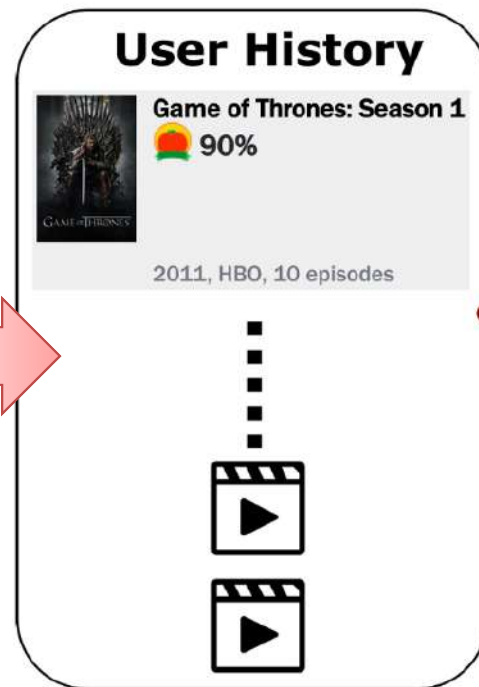 User History
Game of Thrones: Season 1
90%
GAME OF THRONES
2011, HBO, 10 episodes